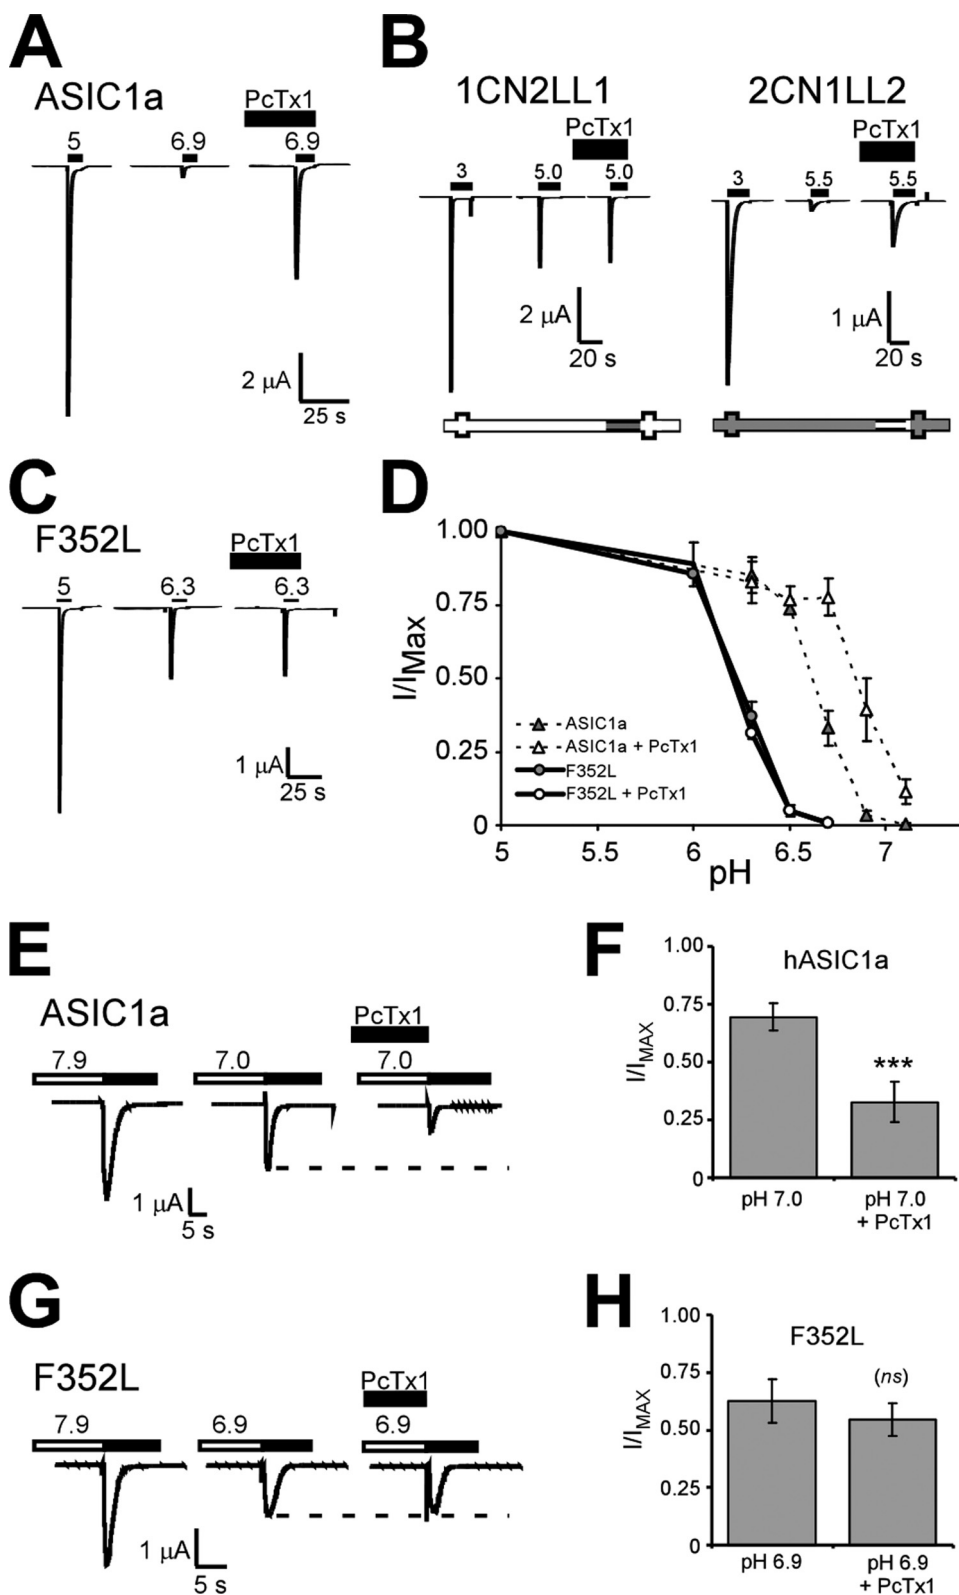 A
ASIC1a
PcTx1
5 6.9 6.9
2 μA
25 s
B
1CN2LL1 2CN1LL2
PcTx1 PcTx1
3 5.0 5.0 3 5.5 5.5
2 μA 1 μA
20 s 20 s
C
F352L
PcTx1
5 6.3 6.3
1 μA
25 s
D
1.00
0.75
0.50
0.25
0
I/IMax
ASIC1a
ASIC1a + PcTx1
F352L
F352L + PcTx1
5 5.5 6 6.5 7
pH
E
ASIC1a
PcTx1
7.9 7.0 7.0
1 μA
5 s
F
hASIC1a
1.00
0.75
0.50
0.25
0
I/IMAX
***
pH 7.0 pH 7.0
+ PcTx1
G
F352L
PcTx1
7.9 6.9 6.9
1 μA
5 s
H
F352L
1.00
0.75
0.50
0.25
0
I/IMAX
(ns)
pH 6.9 pH 6.9
+ PcTx1